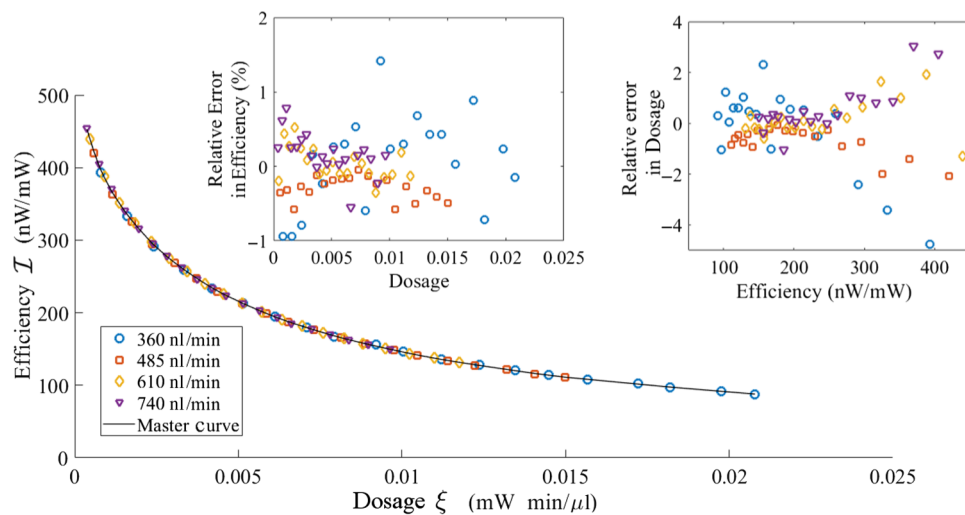 500
400
300
200
100
0
Efficiency ℐ (nW/mW)
0
0.005
0.01
0.015
0.02
0.025
Dosage ξ (mW min/μl)
360 nl/min
485 nl/min
610 nl/min
740 nl/min
Master curve
2
1
0
−1
Relative Error
in Efficiency (%)
0
0.005
0.01
0.015
0.02
0.025
Dosage
4
2
0
−2
−4
Relative error
in Dosage
100
200
300
400
Efficiency (nW/mW)